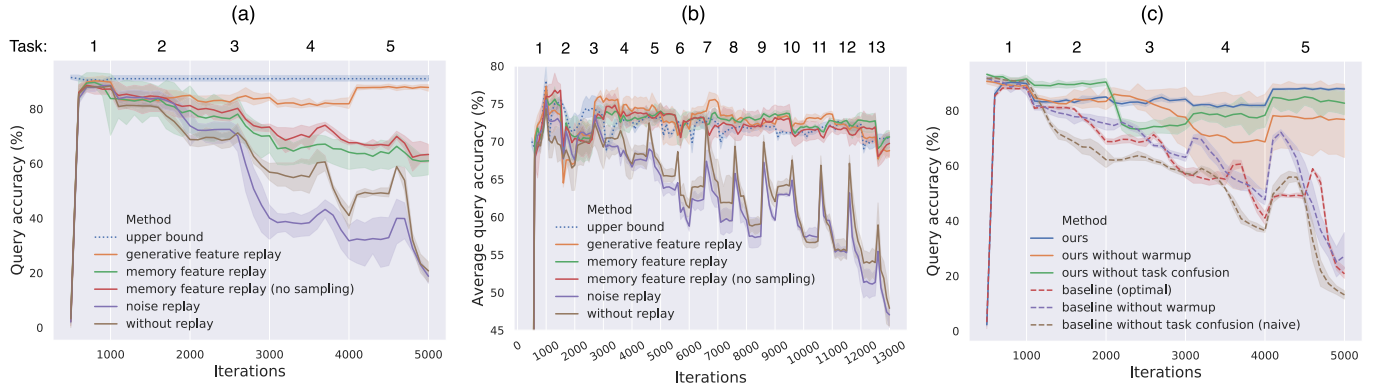 (a)
Task: 1 2 3 4 5
Query accuracy (%)
80
60
40
20
0
Method
upper bound
generative feature replay
memory feature replay
memory feature replay (no sampling)
noise replay
without replay
1000 2000 3000 4000 5000
Iterations
(b)
1 2 3 4 5 6 7 8 9 10 11 12 13
Average query accuracy (%)
80
75
70
65
60
55
50
45
Method
upper bound
generative feature replay
memory feature replay
memory feature replay (no sampling)
noise replay
without replay
0 1000 2000 3000 4000 5000 6000 7000 8000 9000 10000 11000 12000 13000
Iterations
(c)
1 2 3 4 5
Query accuracy (%)
80
60
40
20
0
Method
ours
ours without warmup
ours without task confusion
baseline (optimal)
baseline without warmup
baseline without task confusion (naive)
1000 2000 3000 4000 5000
Iterations